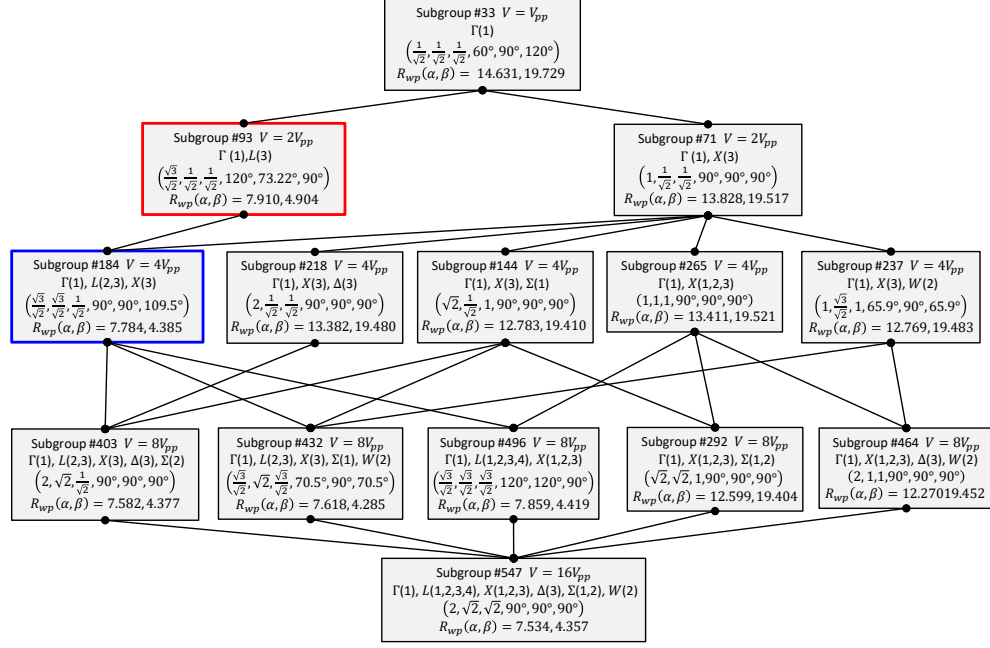 Subgroup #33 V = V_pp
Γ(1)
(1/√2, 1/√2, 1/√2, 60°, 90°, 120°)
R_wp(α, β) = 14.631, 19.729
Subgroup #93 V = 2V_pp
Γ (1),L(3)
(√3/√2, 1/√2, 1/√2, 120°, 73.22°, 90°)
R_wp(α, β) = 7.910, 4.904
Subgroup #71 V = 2V_pp
Γ (1), X(3)
(1, 1/√2, 1/√2, 90°, 90°, 90°)
R_wp(α, β) = 13.828, 19.517
Subgroup #184 V = 4V_pp
Γ(1), L(2,3), X(3)
(√3/√2, √3/√2, 1/√2, 90°, 90°, 109.5°)
R_wp(α, β) = 7.784, 4.385
Subgroup #218 V = 4V_pp
Γ(1), X(3), Δ(3)
(2, 1/√2, 1/√2, 90°, 90°, 90°)
R_wp(α, β) = 13.382, 19.480
Subgroup #144 V = 4V_pp
Γ(1), X(3), Σ(1)
(√2, 1/√2, 1, 90°, 90°, 90°)
R_wp(α, β) = 12.783, 19.410
Subgroup #265 V = 4V_pp
Γ(1), X(1,2,3)
(1,1,1, 90°, 90°, 90°)
R_wp(α, β) = 13.411, 19.521
Subgroup #237 V = 4V_pp
Γ(1), X(3), W(2)
(1, √3/√2, 1, 65.9°, 90°, 65.9°)
R_wp(α, β) = 12.769, 19.483
Subgroup #403 V = 8V_pp
Γ(1), L(2,3), X(3), Δ(3), Σ(2)
(2, √2, 1/√2, 90°, 90°, 90°)
R_wp(α, β) = 7.582, 4.377
Subgroup #432 V = 8V_pp
Γ(1), L(2,3), X(3), Σ(1), W(2)
(√3/√2, √2, √3/√2, 70.5°, 90°, 70.5°)
R_wp(α, β) = 7.618, 4.285
Subgroup #496 V = 8V_pp
Γ(1), L(1,2,3,4), X(1,2,3)
(√3/√2, √3/√2, √3/√2, 120°, 120°, 90°)
R_wp(α, β) = 7.859, 4.419
Subgroup #292 V = 8V_pp
Γ(1), X(1,2,3), Σ(1,2)
(√2, √2, 1,90°, 90°, 90°)
R_wp(α, β) = 12.599, 19.404
Subgroup #464 V = 8V_pp
Γ(1), X(1,2,3), Δ(3), W(2)
(2, 1,1,90°, 90°, 90°)
R_wp(α, β) = 12.27019.452
Subgroup #547 V = 16V_pp
Γ(1), L(1,2,3,4), X(1,2,3), Δ(3), Σ(1,2), W(2)
(2, √2, √2, 90°, 90°, 90°)
R_wp(α, β) = 7.534, 4.357